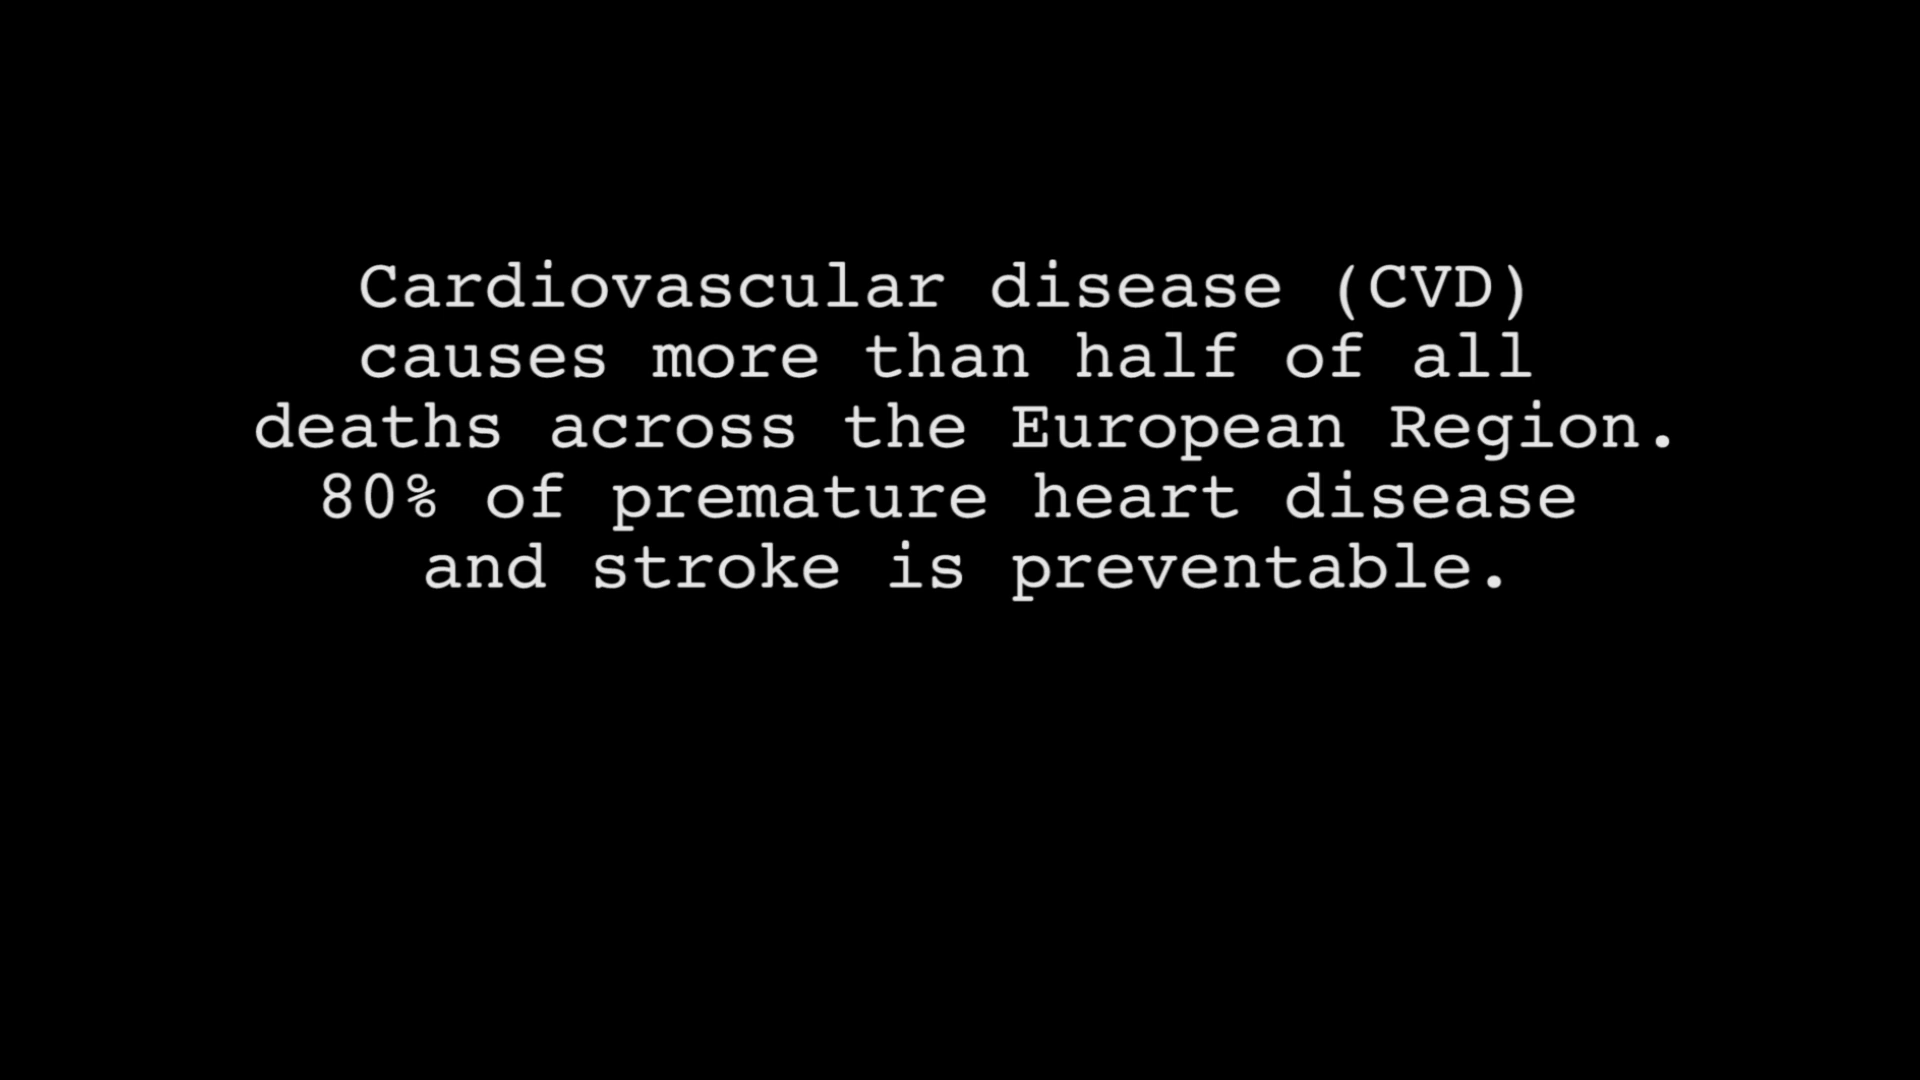 Cardiovascular disease (CVD)
causes more than half of all
deaths across the European Region.
80% of premature heart disease
and stroke is preventable.